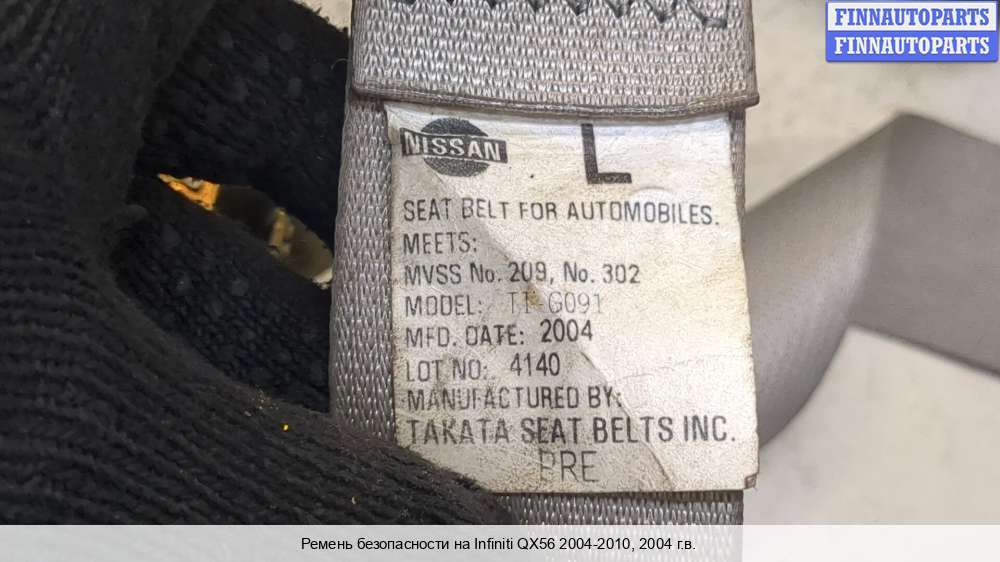 FINNAUTOPARTS
FINNAUTOPARTS
NISSAN
L
SEAT BELT FOR AUTOMOBILES.
MEETS:
MVSS No. 209, No. 302
MODEL: TI-G091
MFD. DATE: 2004
LOT NO: 4140
MANUFACTURED BY:
TAKATA SEAT BELTS INC.
PRE
Ремень безопасности на Infiniti QX56 2004-2010, 2004 г.в.